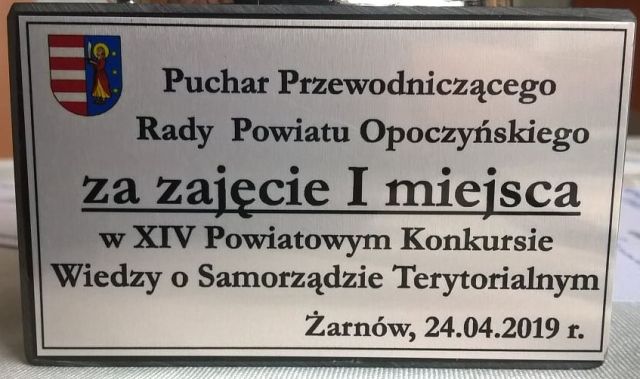 Puchar Przewodniczącego
Rady Powiatu Opoczyńskiego
za zajęcie I miejsca
w XIV Powiatowym Konkursie
Wiedzy o Samorządzie Terytorialnym
Żarnów, 24.04.2019 r.